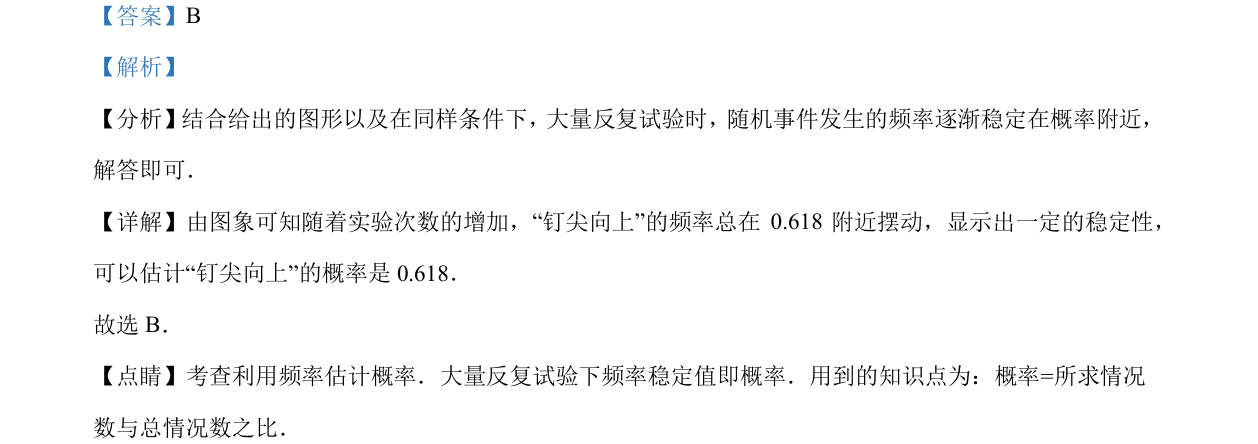 【答案】B
【解析】
【分析】结合给出的图形以及在同样条件下，大量反复试验时，随机事件发生的频率逐渐稳定在概率附近，
解答即可．
【详解】由图象可知随着实验次数的增加，“钉尖向上”的频率总在 0.618 附近摆动，显示出一定的稳定性，
可以估计“钉尖向上”的概率是 0.618．
故选 B．
【点睛】考查利用频率估计概率．大量反复试验下频率稳定值即概率．用到的知识点为：概率=所求情况
数与总情况数之比．